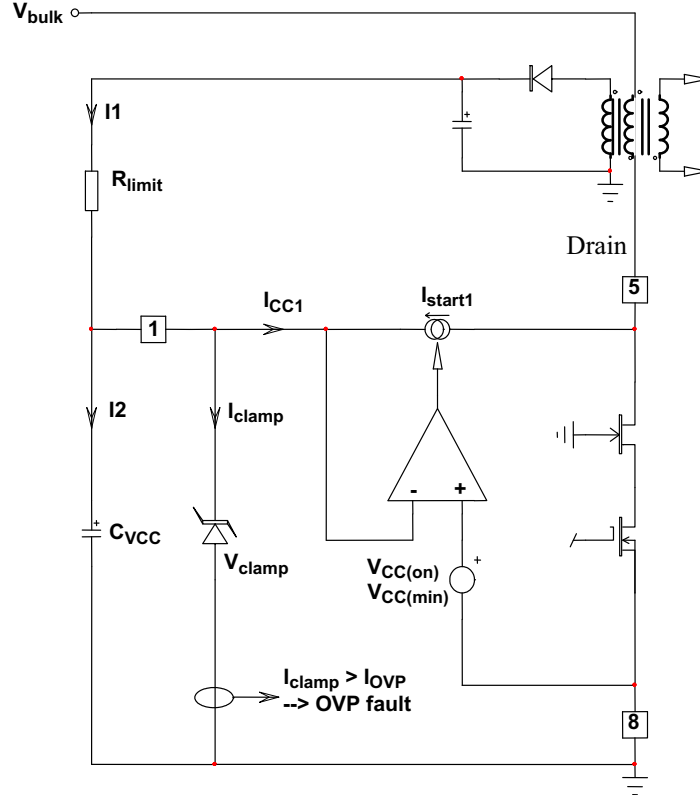 Vbulk
I1
Rlimit
Drain
5
ICC1
Istart1
1
I2
Iclamp
- +
CVCC
Vclamp
VCC(on)
VCC(min)
Iclamp > IOVP
--> OVP fault
8